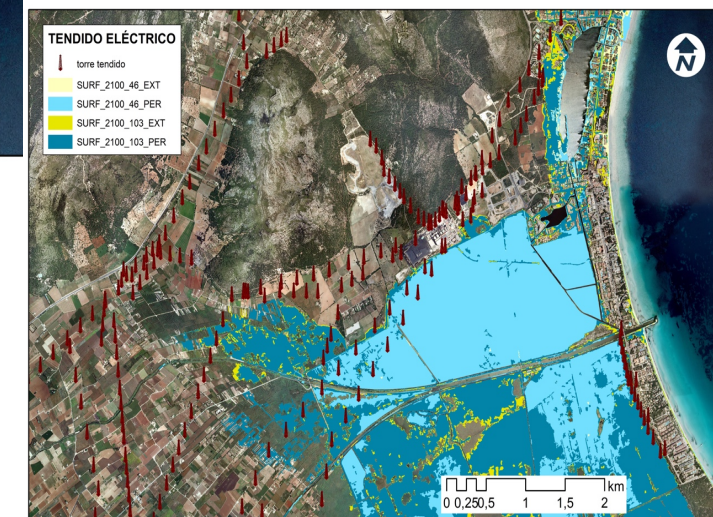 TENDIDO ELÉCTRICO
torre tendido
SURF_2100_46_EXT
SURF_2100_46_PER
SURF_2100_103_EXT
SURF_2100_103_PER
N
km
0 0,250,5 1 1,5 2